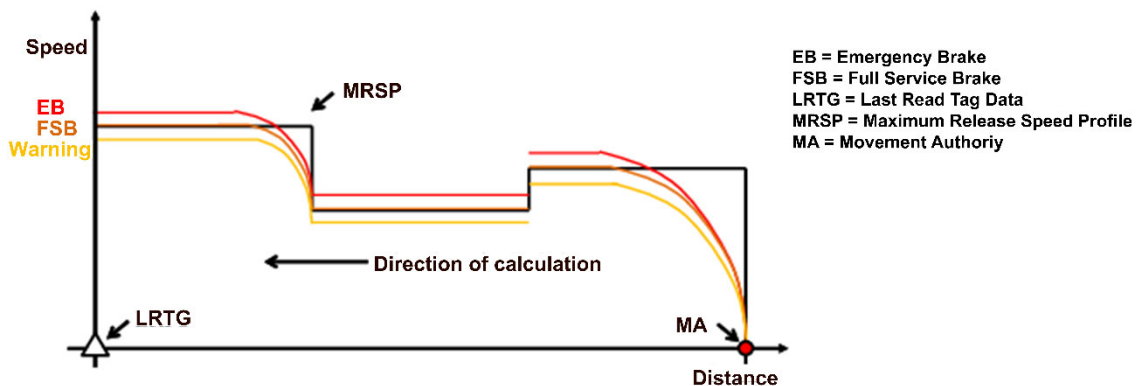 Speed
EB
FSB
Warning
MRSP
Direction of calculation
LRTG
MA
Distance
EB = Emergency Brake
FSB = Full Service Brake
LRTG = Last Read Tag Data
MRSP = Maximum Release Speed Profile
MA = Movement Authoriy